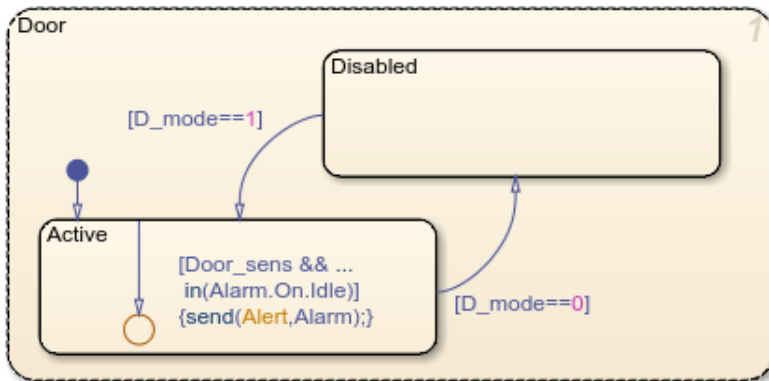 Door
1
Disabled
[D_mode==1]
Active
[Door_sens && ...
in(Alarm.On.Idle)]
{send(Alert,Alarm);}
[D_mode==0]